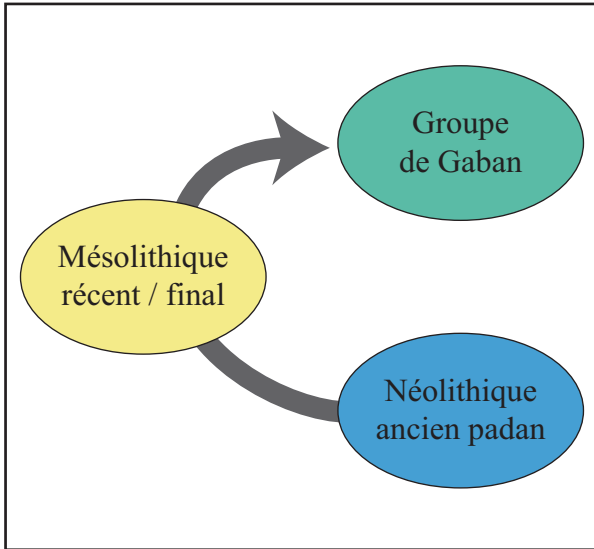 Groupe
de Gaban
Mésolithique
récent / final
Néolithique
ancien padan